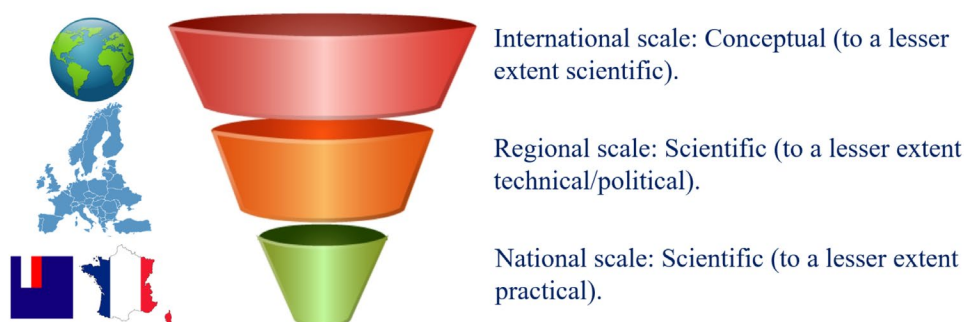 International scale: Conceptual (to a lesser
extent scientific).
Regional scale: Scientific (to a lesser extent
technical/political).
National scale: Scientific (to a lesser extent
practical).